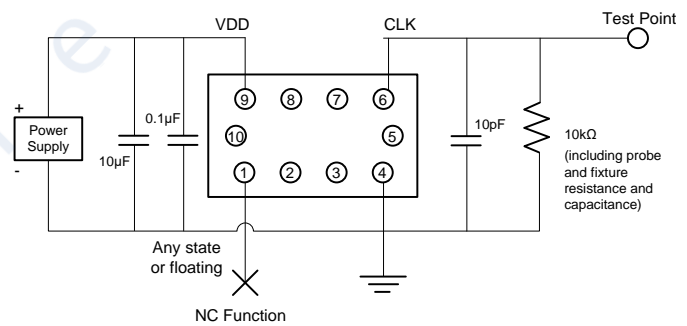 VDD
CLK
Test Point
+
Power
Supply
-
10µF
0.1µF
9
8
7
6
10
5
1
2
3
4
10pF
10kΩ
(including probe
and fixture
resistance and
capacitance)
Any state
or floating
NC Function